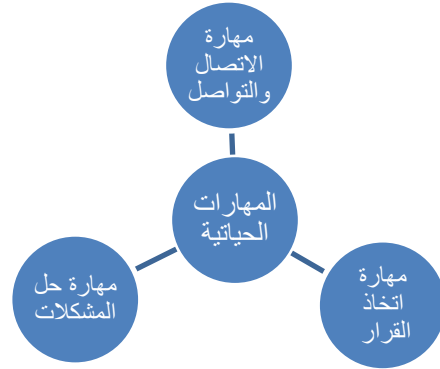 مهارة
الاتصال
والتواصل
المهارات
الحياتية
مهارة
اتخاذ
القرار
مهارة حل
المشكلات